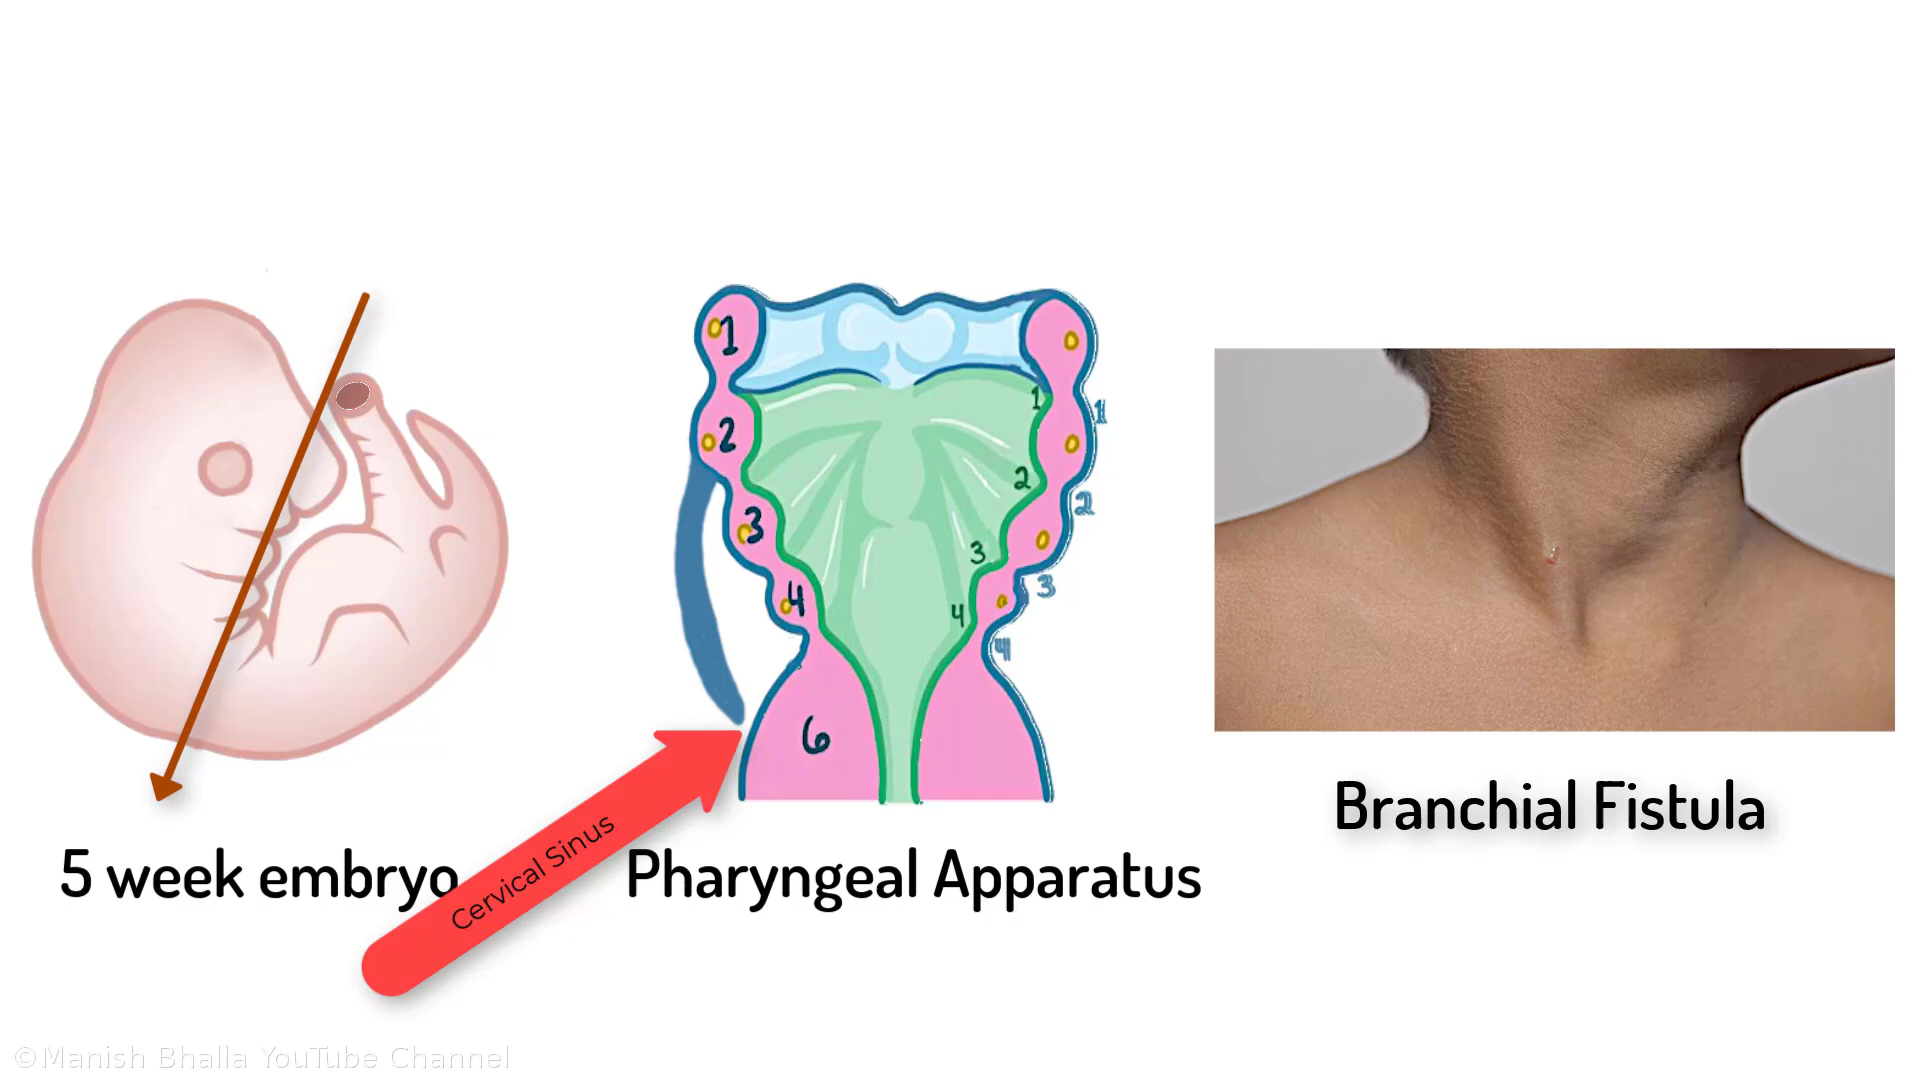 1
2
3
4
6
1
2
3
4
1
2
3
4
5 week embryo
Cervical Sinus
Pharyngeal Apparatus
Branchial Fistula
©Manish Bhalla YouTube Channel